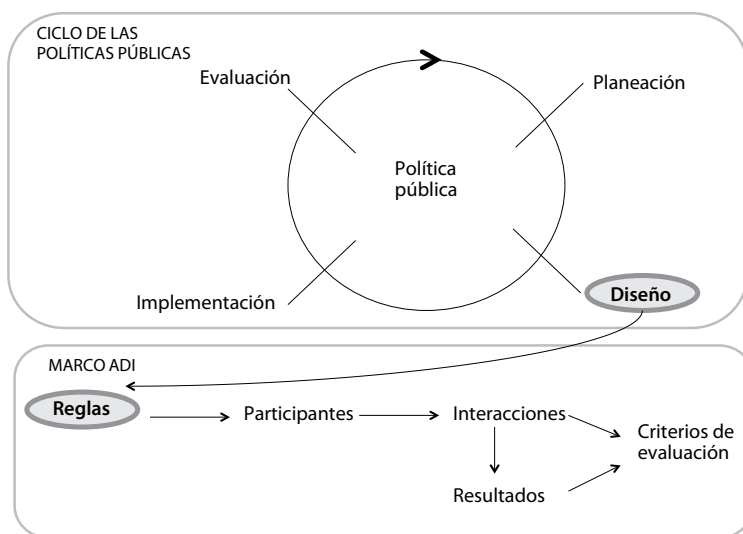 CICLO DE LAS
POLÍTICAS PÚBLICAS
Evaluación
Planeación
Política
pública
Implementación
Diseño
MARCO ADI
Reglas
Participantes
Interacciones
Criterios de
evaluación
Resultados